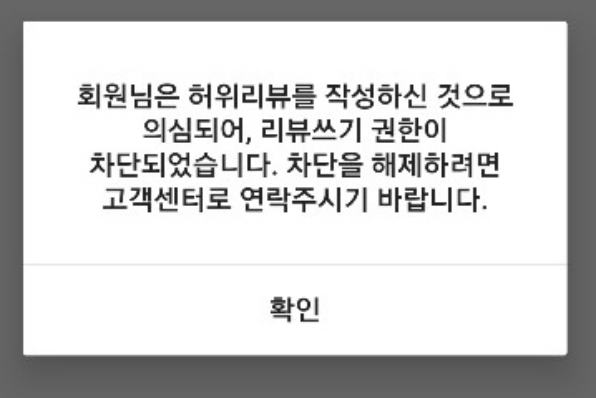 회원님은 허위리뷰를 작성하신 것으로
의심되어, 리뷰쓰기 권한이
차단되었습니다. 차단을 해제하려면
고객센터로 연락주시기 바랍니다.
확인